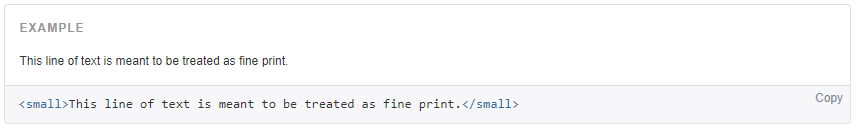 EXAMPLE
This line of text is meant to be treated as fine print.
Copy
<small>This line of text is meant to be treated as fine print.</small>